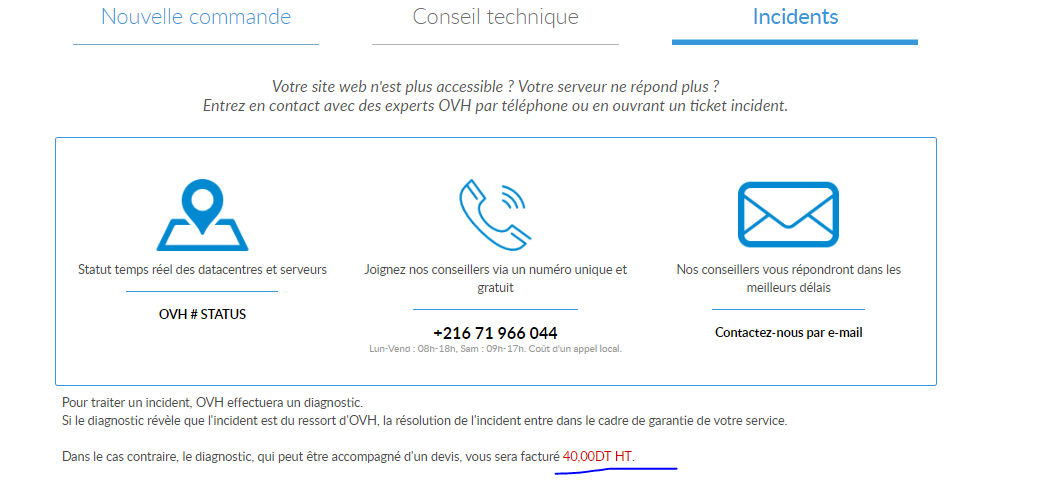 Nouvelle commande
Conseil technique
Incidents
Votre site web n'est plus accessible ? Votre serveur ne répond plus ?
Entrez en contact avec des experts OVH par téléphone ou en ouvrant un ticket incident.
Statut temps réel des datacentres et serveurs
OVH # STATUS
Joignez nos conseillers via un numéro unique et
gratuit
+216 71 966 044
Lun-Vend : 08h-18h, Sam : 09h-17h. Coût d'un appel local.
Nos conseillers vous répondront dans les
meilleurs délais
Contactez-nous par e-mail
Pour traiter un incident, OVH effectuera un diagnostic.
Si le diagnostic révèle que l'incident est du ressort d'OVH, la résolution de l'incident entre dans le cadre de garantie de votre service.
Dans le cas contraire, le diagnostic, qui peut être accompagné d'un devis, vous sera facturé 40,00DT HT.